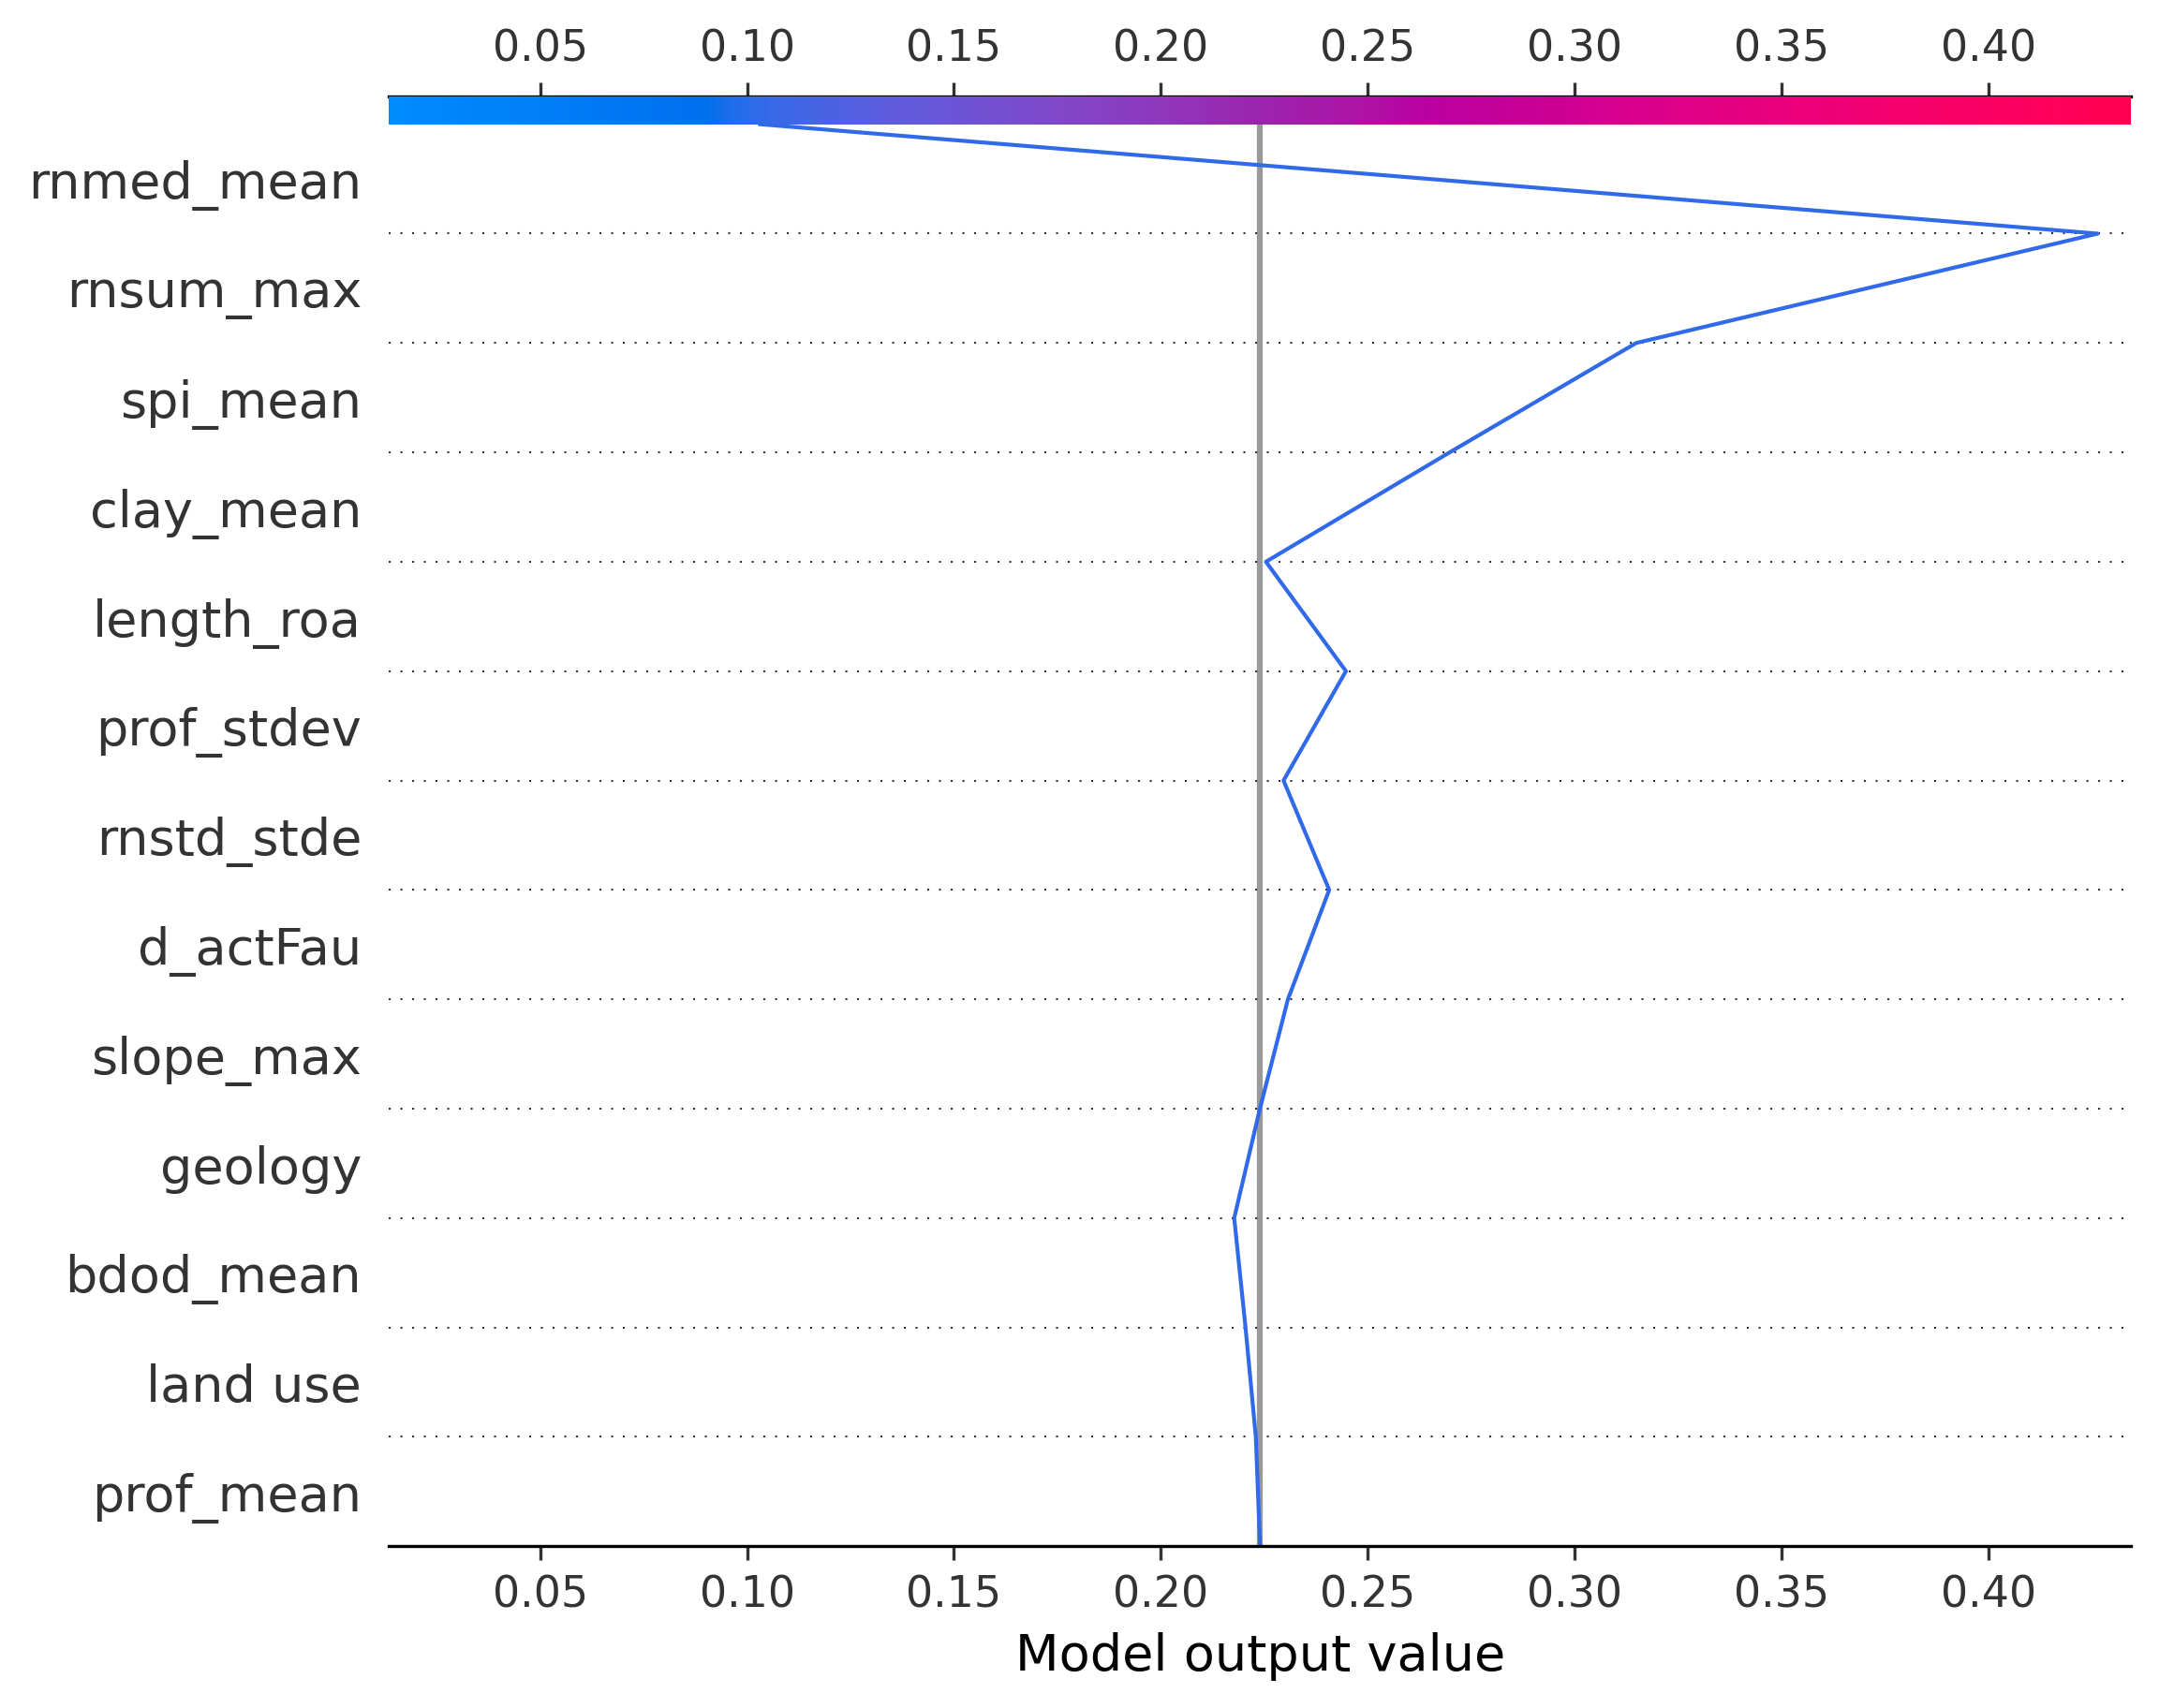 0.05 0.10 0.15 0.20 0.25 0.30 0.35 0.40
rnmed_mean
rnsum_max
spi_mean
clay_mean
length_roa
prof_stdev
rnstd_stde
d_actFau
slope_max
geology
bdod_mean
land use
prof_mean
0.05 0.10 0.15 0.20 0.25 0.30 0.35 0.40
Model output value